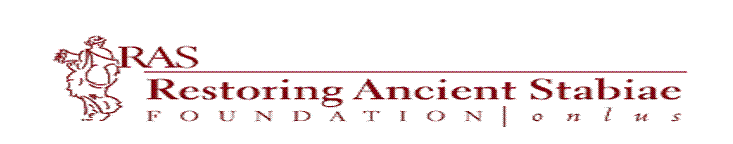 RAS
Restoring Ancient Stabiae
FOUNDATION | onlus